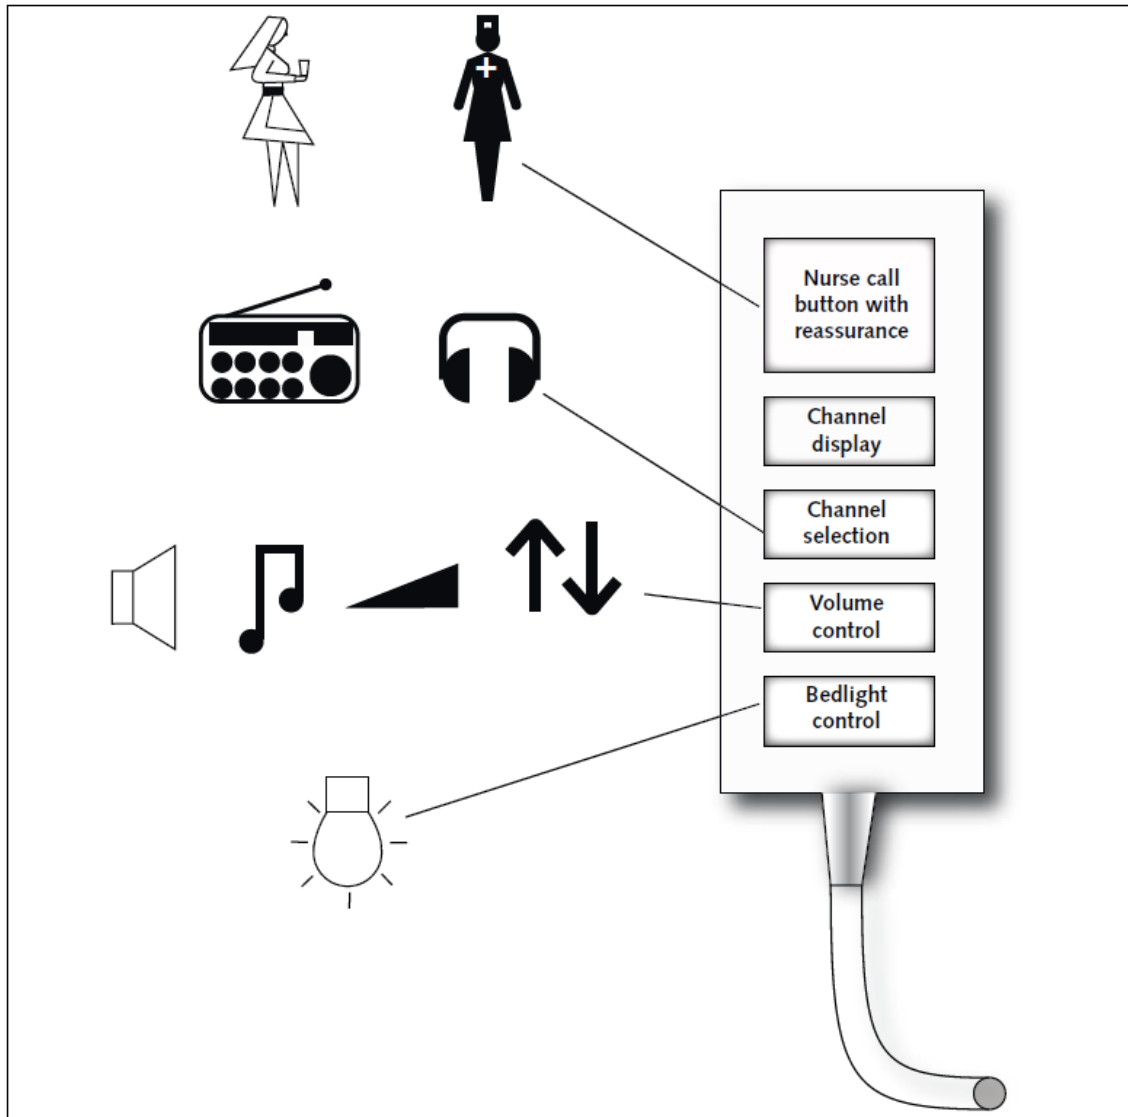 Nurse call
button with
reassurance
Channel
display
Channel
selection
Volume
control
Bedlight
control